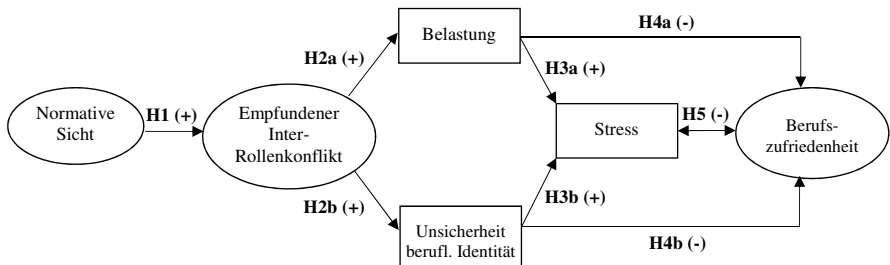 Belastung
H4a (-)
H2a (+)
H3a (+)
Normative
Sicht
H1 (+)
Empfundener
Inter-
Rollenkonflikt
Stress
H5 (-)
Berufs-
zufriedenheit
H2b (+)
H3b (+)
Unsicherheit
berufl. Identität
H4b (-)